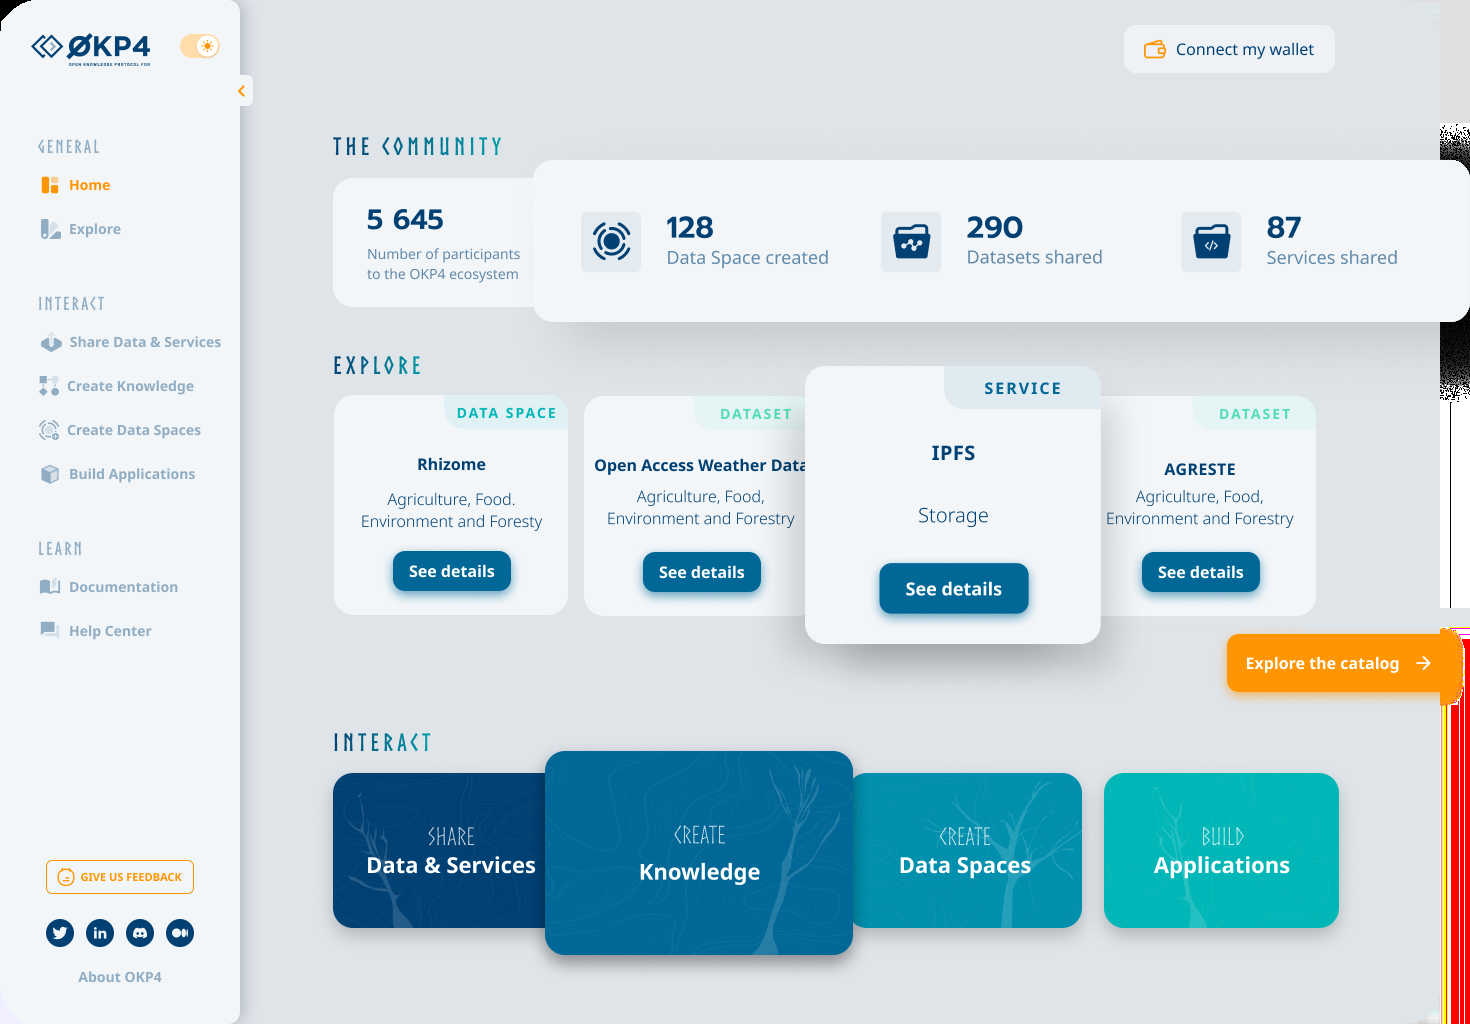 ØKP4
OPEN KNOWLEDGE PROTOCOL FOR
GENERAL
Home
Explore
INTERACT
Share Data & Services
Create Knowledge
Create Data Spaces
Build Applications
LEARN
Documentation
Help Center
GIVE US FEEDBACK
About OKP4
Connect my wallet
THE COMMUNITY
5 645
Number of participants
to the OKP4 ecosystem
128
Data Space created
290
Datasets shared
87
Services shared
EXPLORE
DATA SPACE
Rhizome
Agriculture, Food.
Environment and Foresty
See details
DATASET
Open Access Weather Data
Agriculture, Food,
Environment and Forestry
See details
SERVICE
IPFS
Storage
See details
DATASET
AGRESTE
Agriculture, Food,
Environment and Forestry
See details
Explore the catalog
INTERACT
SHARE
Data & Services
CREATE
Knowledge
CREATE
Data Spaces
BUILD
Applications